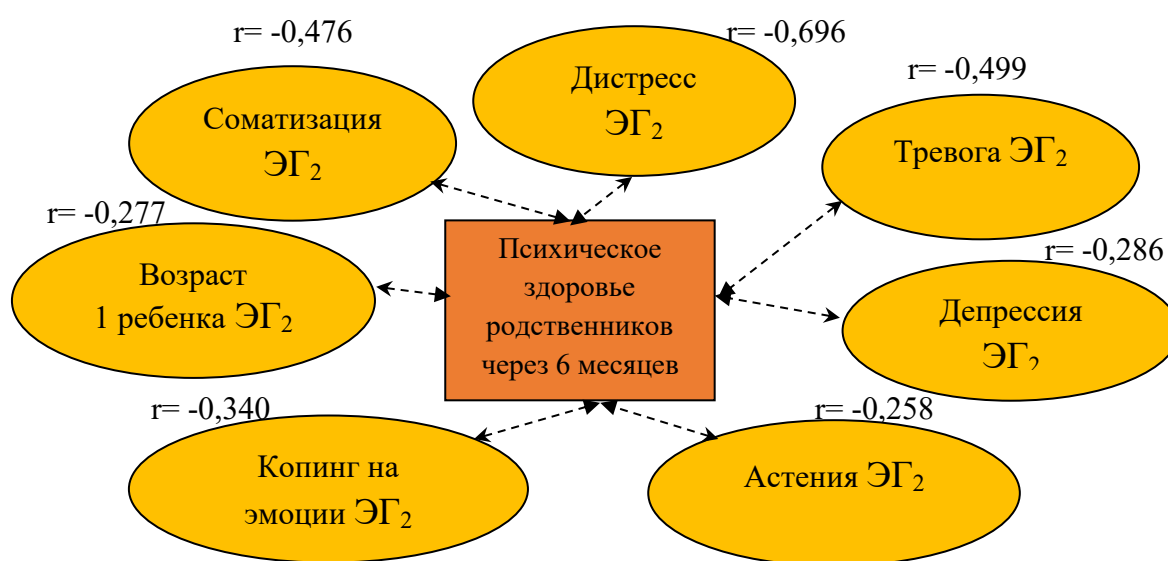 r= -0,476
r= -0,696
r= -0,499
Соматизация
ЭГ₂
Дистресс
ЭГ₂
Тревога ЭГ₂
r= -0,277
r= -0,286
Возраст
1 ребенка ЭГ₂
Психическое
здоровье
родственников
через 6 месяцев
Депрессия
ЭГ₂
r= -0,340
r= -0,258
Копинг на
эмоции ЭГ₂
Астения ЭГ₂